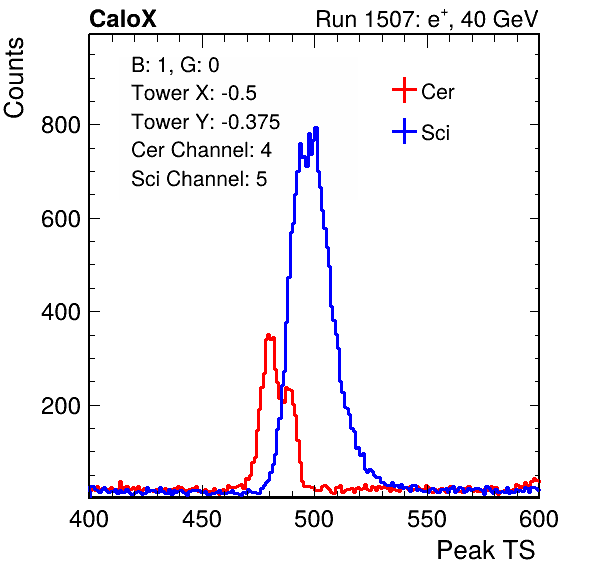 CaloX Run 1507: e+, 40 GeV
Counts
B: 1, G: 0
Tower X: -0.5
Tower Y: -0.375
Cer Channel: 4
Sci Channel: 5
Cer
Sci
800
600
400
200
400 450 500 550 600
Peak TS